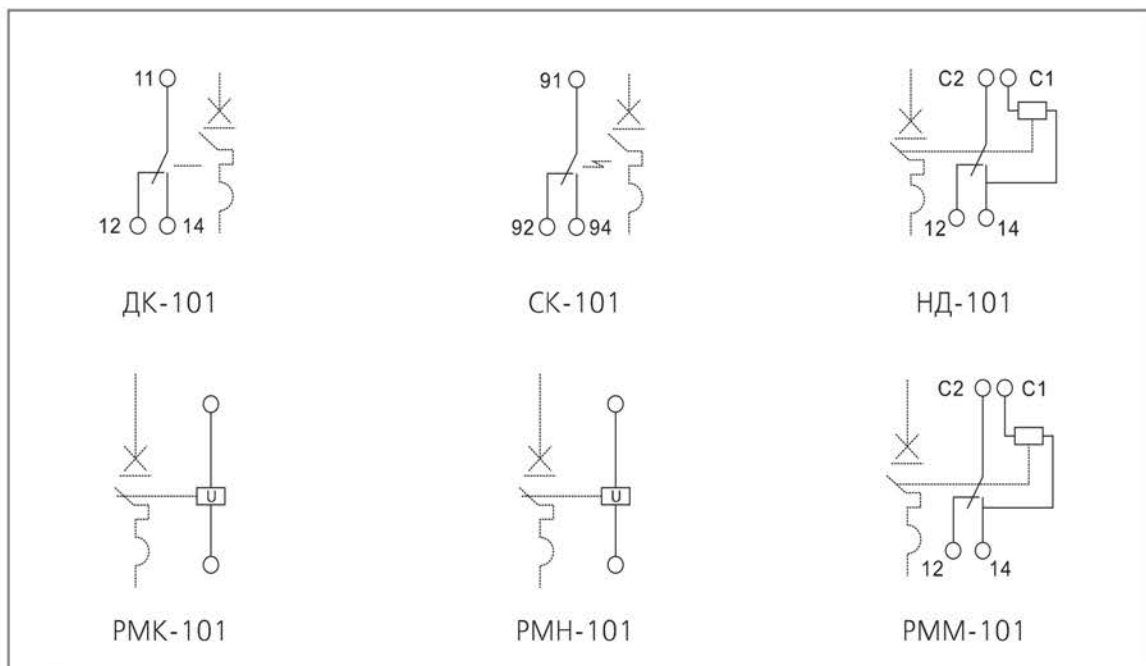 11
12 14
ДК-101
91
92 94
СК-101
C2 C1
12 14
НД-101
U
РМК-101
U
РМН-101
C2 C1
12 14
РММ-101